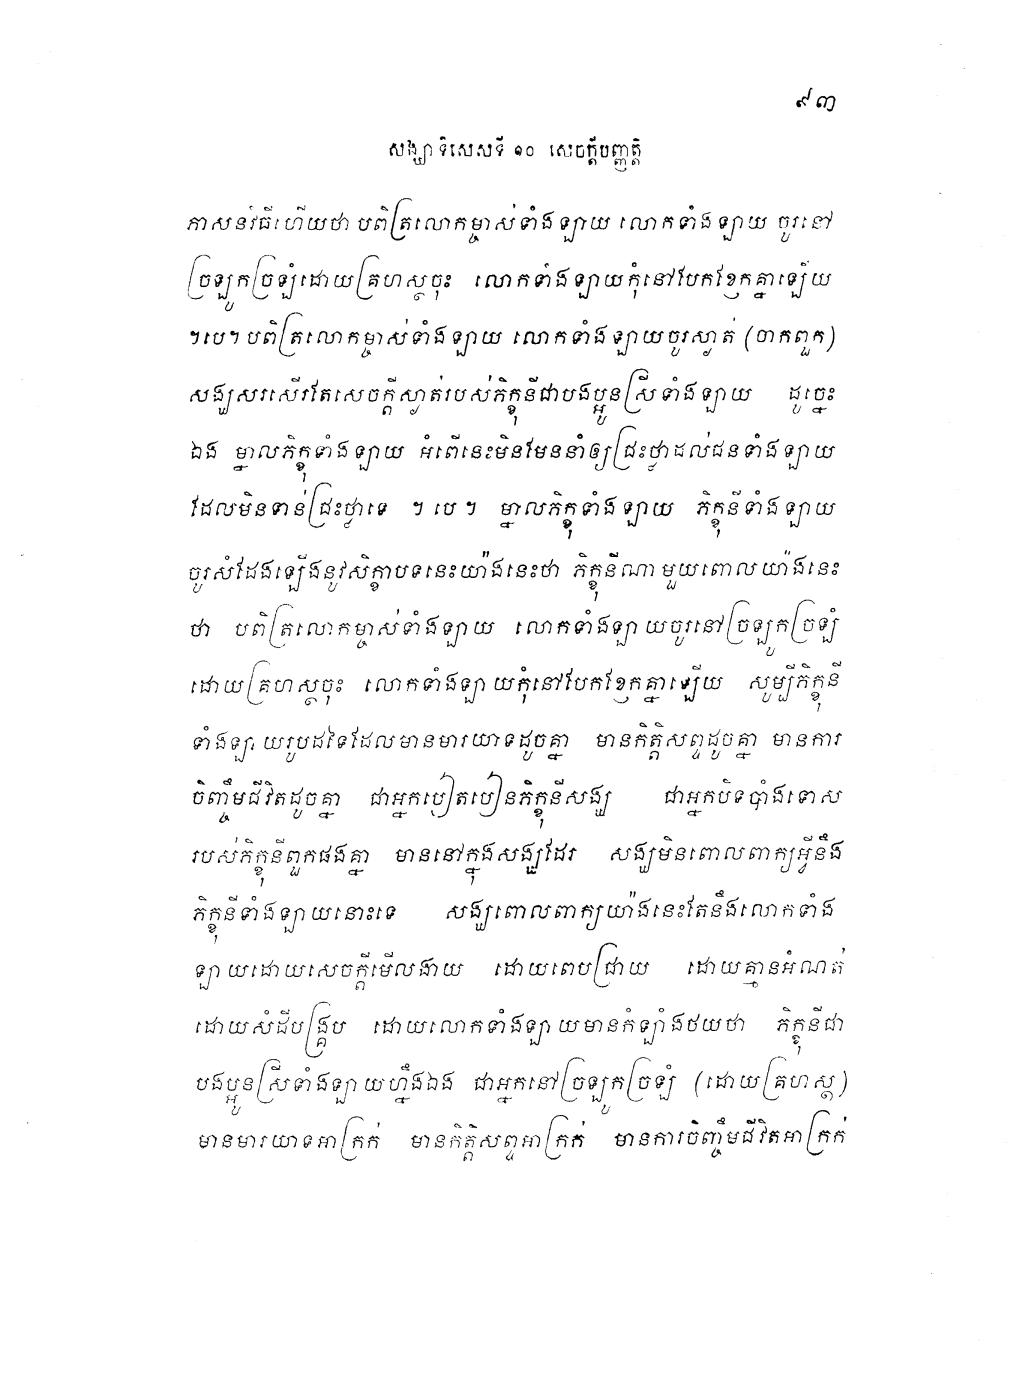 ៩៣
សង្ឃាទិសេសទី ១០ សេចក្តីបញ្ញត្តិ
ភាសនវិធីហើយថា បពិត្រលោកម្ចាស់ទាំងឡាយ លោកទាំងឡាយ ចូរនៅ
ច្រឡូកច្រឡំដោយគ្រហស្ថចុះ លោកទាំងឡាយកុំនៅបែកខ្ញែកគ្នាឡើយ
។បេ។ បពិត្រលោកម្ចាស់ទាំងឡាយ លោកទាំងឡាយចូរស្ងាត់ (ចាកពួក)
សង្ឃសរសើរតែសេចក្តីស្ងាត់របស់ភិក្ខុនីជាបងប្អូនស្រីទាំងឡាយ ដូច្នេះ
ឯង ម្នាលភិក្ខុទាំងឡាយ អំពើនេះមិនមែននាំឲ្យជ្រះថ្លាដល់ជនទាំងឡាយ
ដែលមិនទាន់ជ្រះថ្លាទេ ។ បេ ។ ម្នាលភិក្ខុទាំងឡាយ ភិក្ខុនីទាំងឡាយ
ចូរសំដែងឡើងនូវសិក្ខាបទនេះយ៉ាងនេះថា ភិក្ខុនីណាមួយពោលយ៉ាងនេះ
ថា បពិត្រលោកម្ចាស់ទាំងឡាយ លោកទាំងឡាយចូរនៅច្រឡូកច្រឡំ
ដោយគ្រហស្ថចុះ លោកទាំងឡាយកុំនៅបែកខ្ញែកគ្នាឡើយ សូម្បីភិក្ខុនី
ទាំងឡាយរូបដទៃដែលមានមារយាទដូចគ្នា មានកិត្តិសព្ទដូចគ្នា មានការ
ចិញ្ចឹមជីវិតដូចគ្នា ជាអ្នកបៀតបៀនភិក្ខុនីសង្ឃ ជាអ្នកបិទបាំងទោស
របស់ភិក្ខុនីពួកផងគ្នា មាននៅក្នុងសង្ឃដែរ សង្ឃមិនពោលពាក្យអ្វីនឹង
ភិក្ខុនីទាំងឡាយនោះទេ សង្ឃពោលពាក្យយ៉ាងនេះតែនឹងលោកទាំង
ឡាយដោយសេចក្តីមើលងាយ ដោយពេបជ្រាយ ដោយគ្មានអំណត់
ដោយសំដីបង្គ្រប ដោយលោកទាំងឡាយមានកំឡាំងថយថា ភិក្ខុនីជា
បងប្អូនស្រីទាំងឡាយហ្នឹងឯង ជាអ្នកនៅច្រឡូកច្រឡំ (ដោយគ្រហស្ថ)
មានមារយាទអាក្រក់ មានកិត្តិសព្ទអាក្រក់ មានការចិញ្ចឹមជីវិតអាក្រក់